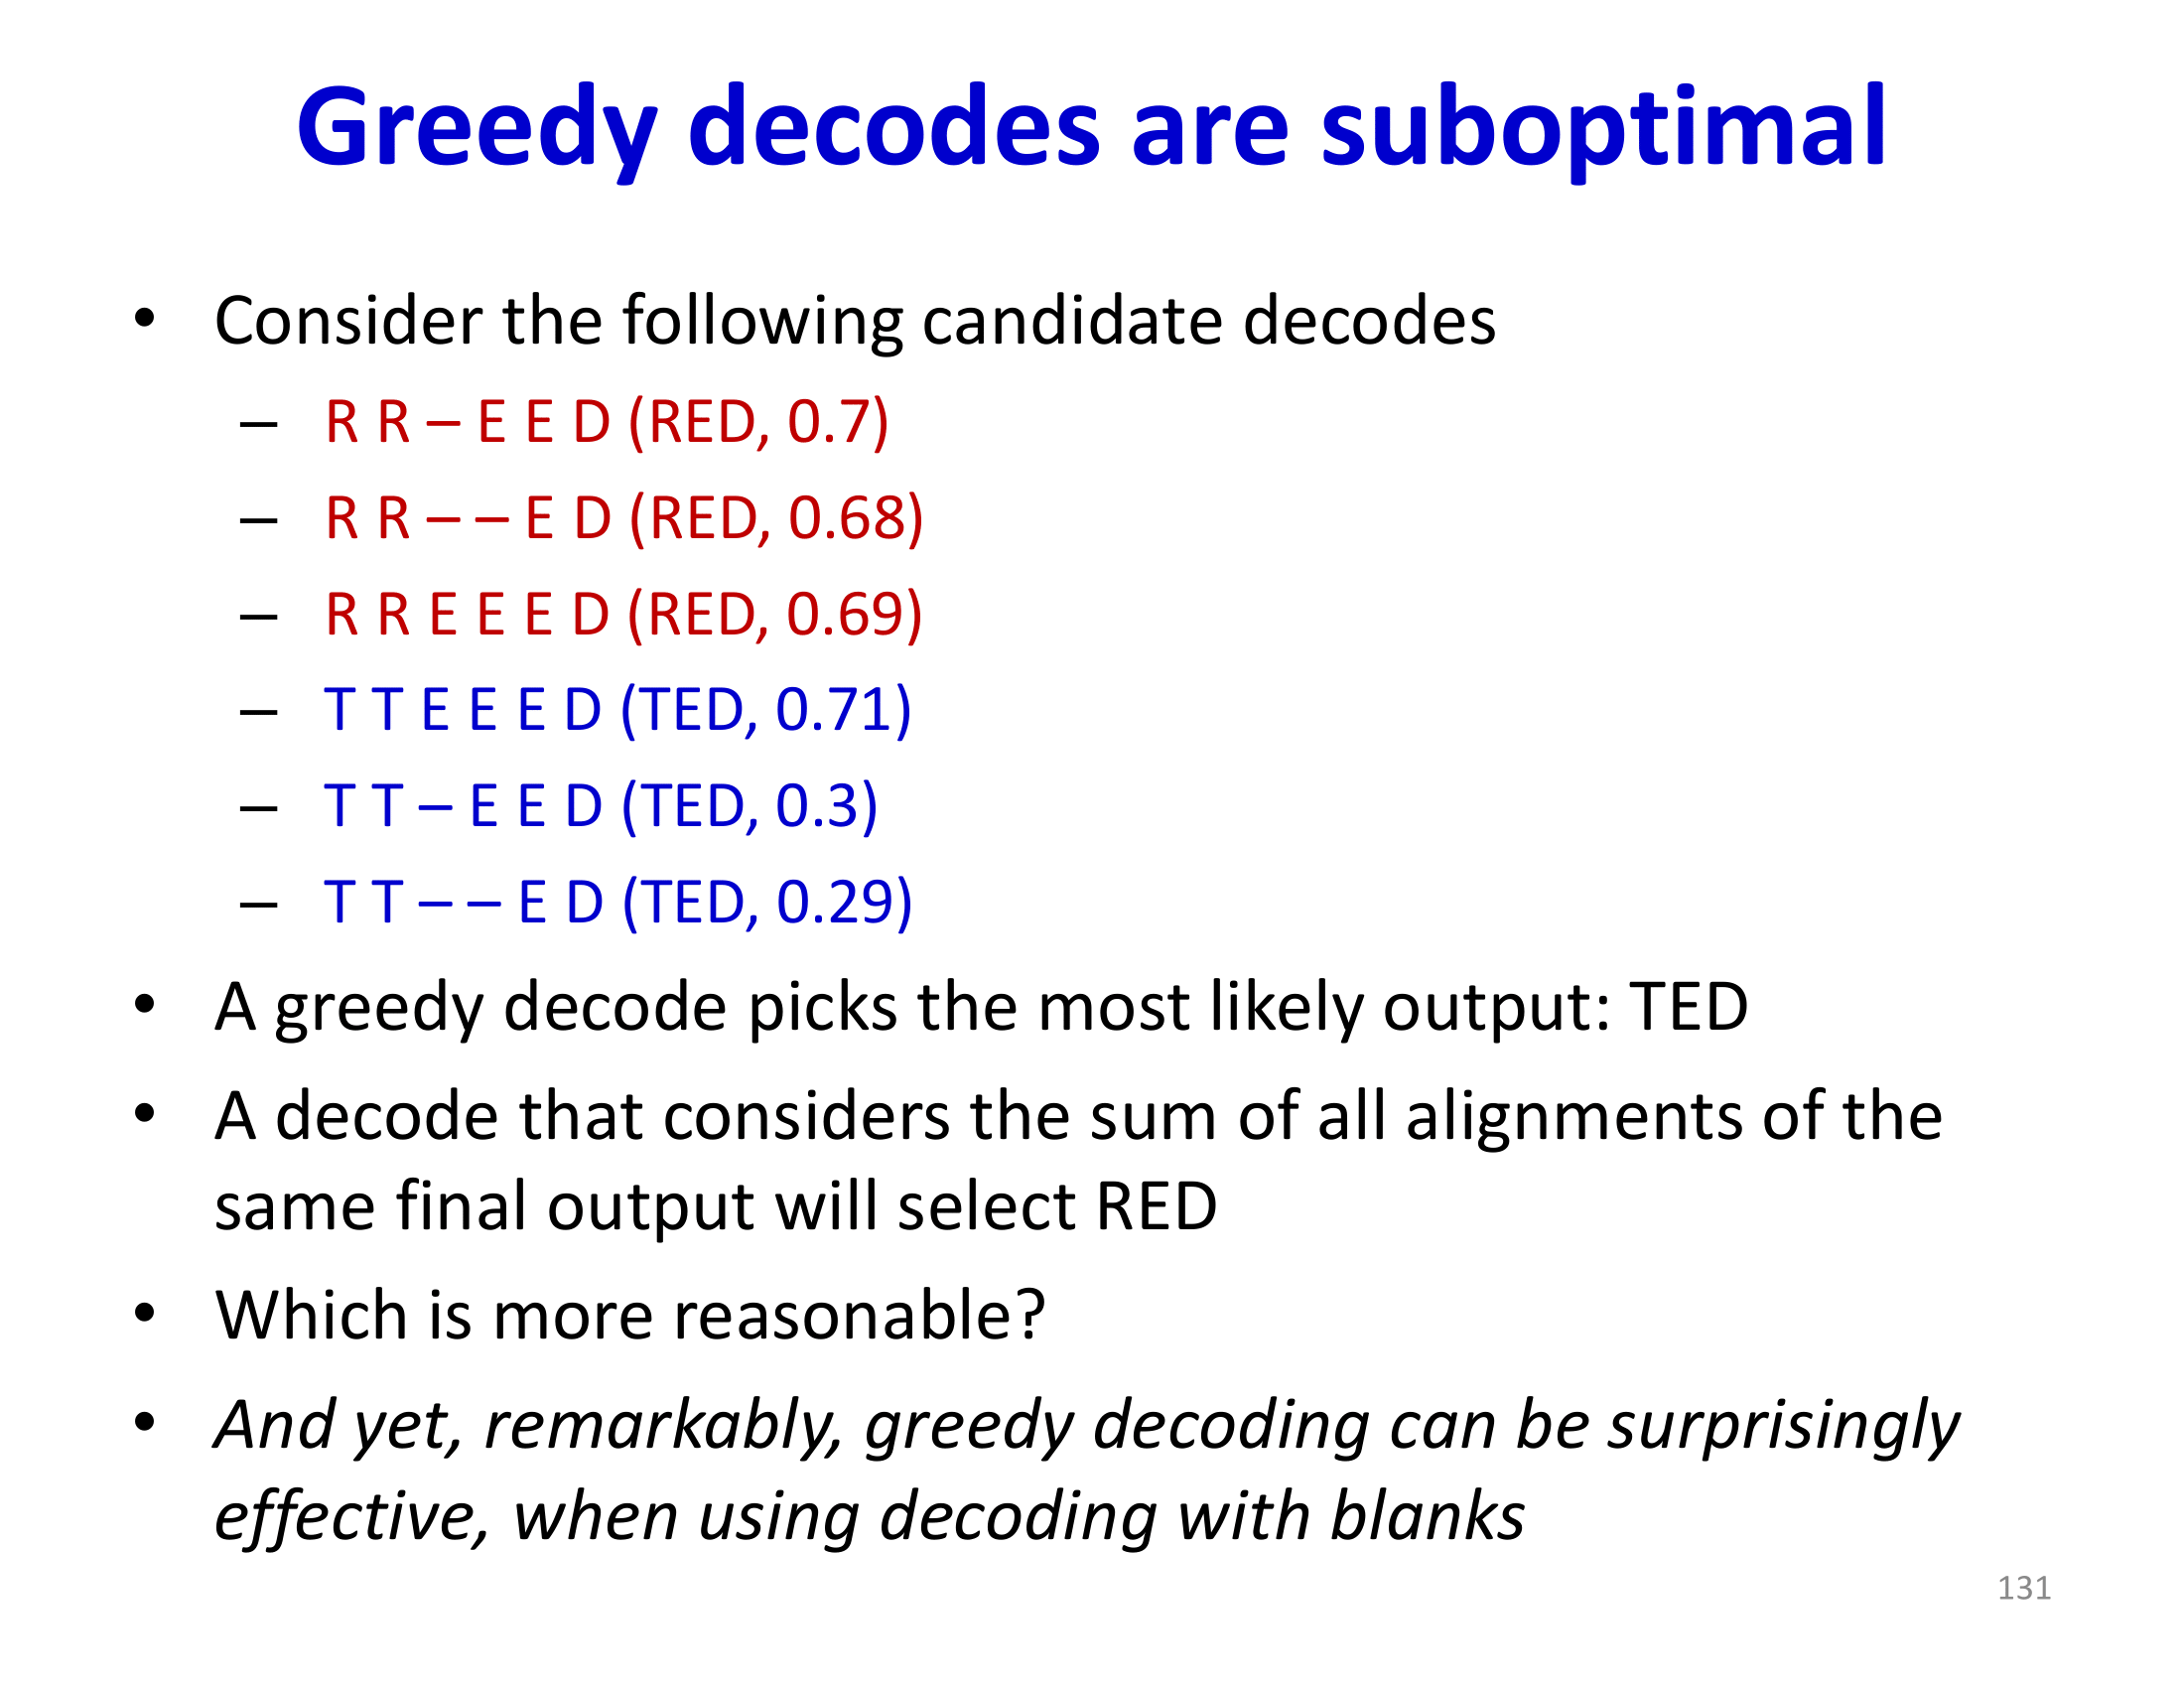 Greedy decodes are suboptimal
• Consider the following candidate decodes
– R R – E E D (RED, 0.7)
– R R – – E D (RED, 0.68)
– R R E E E D (RED, 0.69)
– T T E E E D (TED, 0.71)
– T T – E E D (TED, 0.3)
– T T – – E D (TED, 0.29)
• A greedy decode picks the most likely output: TED
• A decode that considers the sum of all alignments of the
same final output will select RED
• Which is more reasonable?
• And yet, remarkably, greedy decoding can be surprisingly
effective, when using decoding with blanks
131